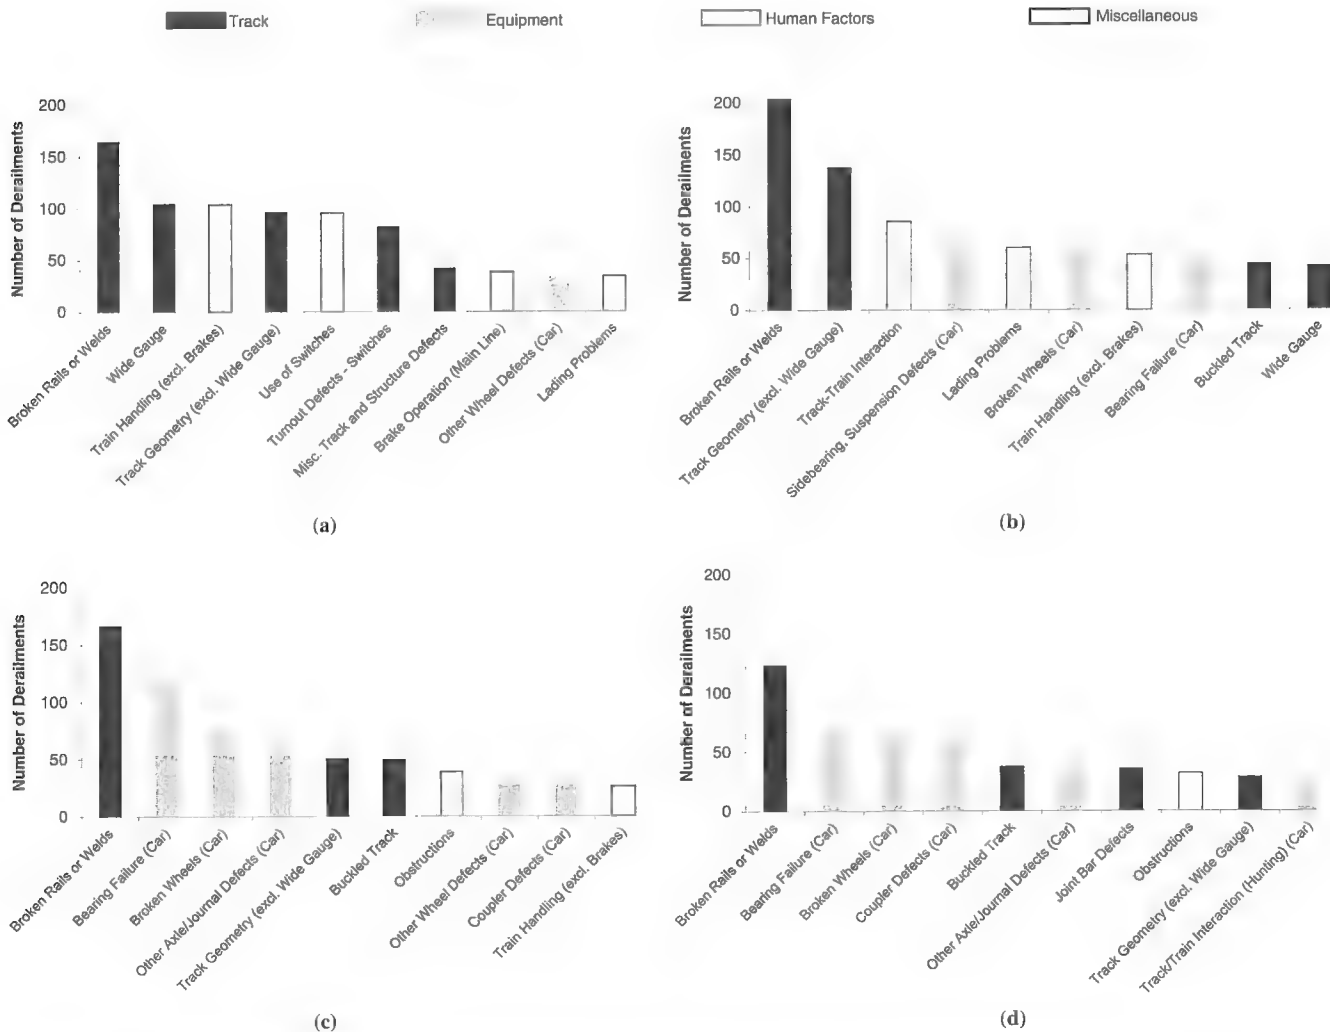 Track
Equipment
Human Factors
Miscellaneous
Number of Derailments
200
150
100
50
0
Broken Rails or Welds
Wide Gauge
Train Handling (excl. Brakes)
Track Geometry (excl. Wide Gauge)
Use of Switches
Turnout Defects - Switches
Misc. Track and Structure Defects
Brake Operation (Main Line)
Other Wheel Defects (Car)
Lading Problems
(a)
Number of Derailments
200
150
100
50
0
Broken Rails or Welds
Track Geometry (excl. Wide Gauge)
Track-Train Interaction
Sidebearing, Suspension Defects (Car)
Lading Problems
Broken Wheels (Car)
Train Handling (excl. Brakes)
Bearing Failure (Car)
Buckled Track
Wide Gauge
(b)
Number of Derailments
200
150
100
50
0
Broken Rails or Welds
Bearing Failure (Car)
Broken Wheels (Car)
Other Axle/Journal Defects (Car)
Track Geometry (excl. Wide Gauge)
Buckled Track
Obstructions
Other Wheel Defects (Car)
Coupler Defects (Car)
Train Handling (excl. Brakes)
(c)
Number of Derailments
200
150
100
50
0
Broken Rails or Welds
Bearing Failure (Car)
Broken Wheels (Car)
Coupler Defects (Car)
Buckled Track
Other Axle/Journal Defects (Car)
Joint Bar Defects
Obstructions
Track Geometry (excl. Wide Gauge)
Track/Train Interaction (Hunting) (Car)
(d)